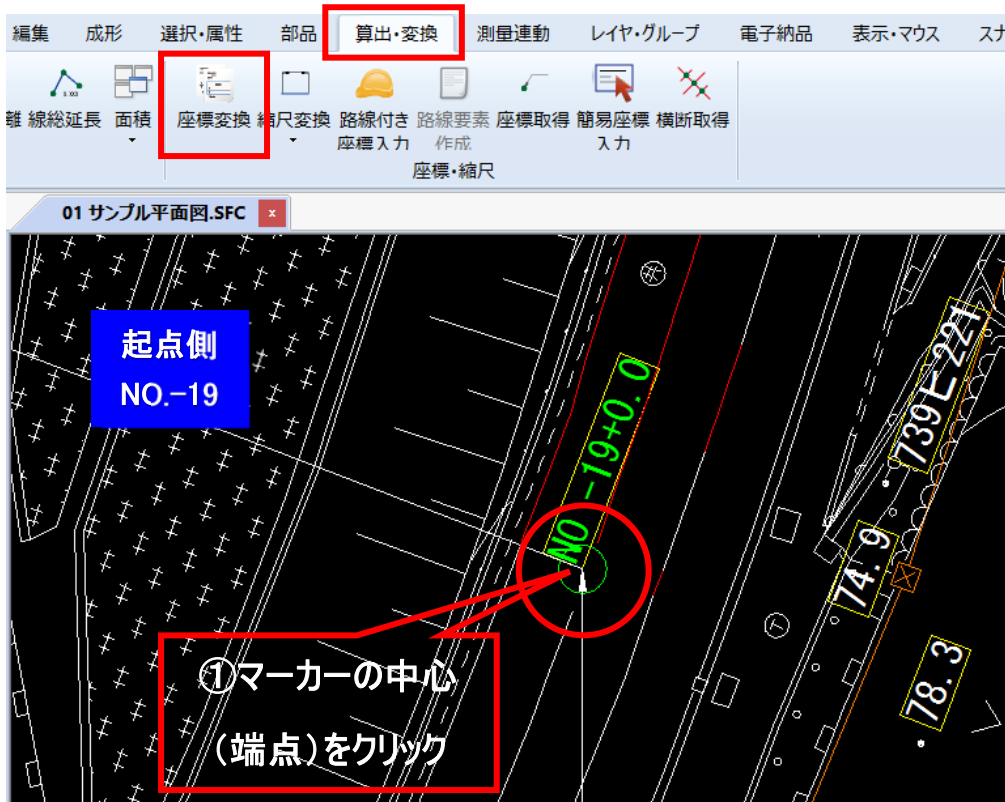 編集 成形 選択・属性 部品 算出・変換 測量連動 レイヤ・グループ 電子納品 表示・マウス スナ
離 線総延長 面積 座標変換 縮尺変換 路線付き 路線要素 座標取得 簡易座標 横断取得
座標入力 作成 入力
座標・縮尺
01 サンプル平面図.SFC x
起点側
NO.-19
NO -19+0.0
739ヒ221
74.9
78.3
①マーカーの中心
(端点)をクリック